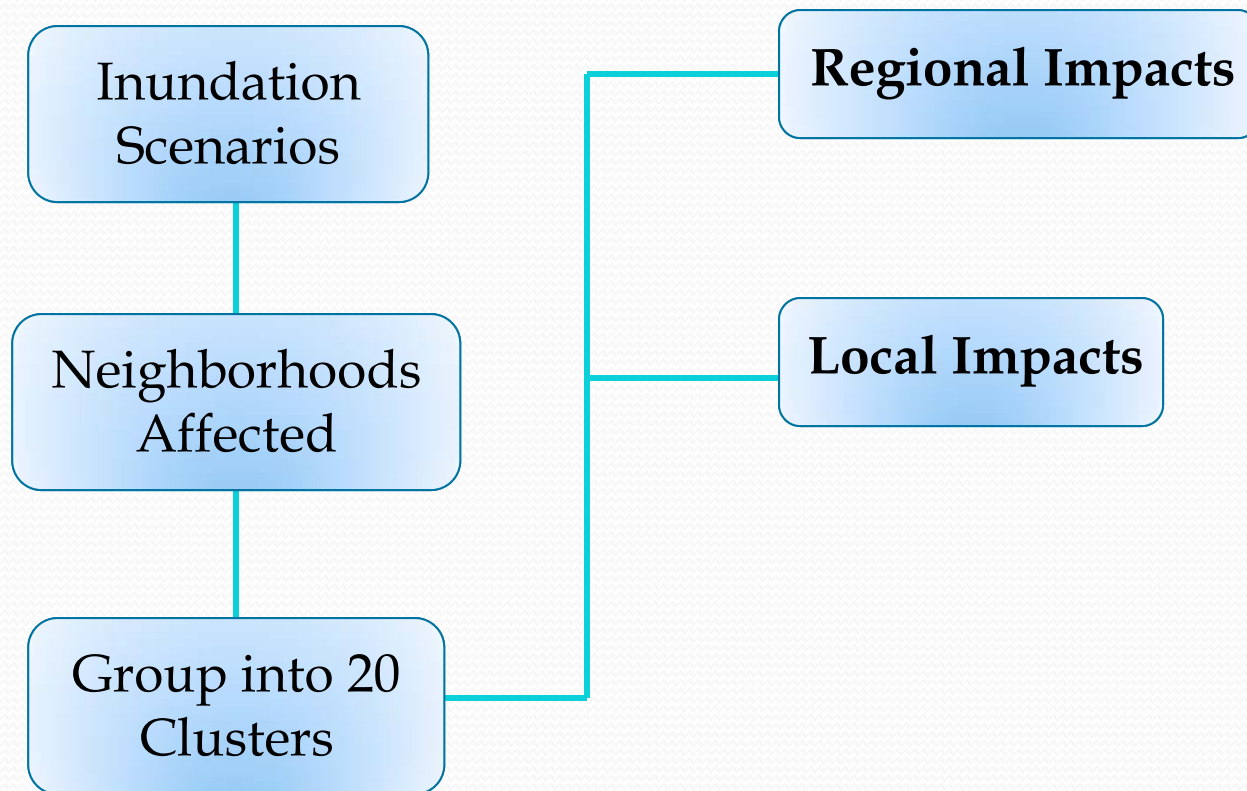 Inundation
Scenarios
Neighborhoods
Affected
Group into 20
Clusters
Regional Impacts
Local Impacts